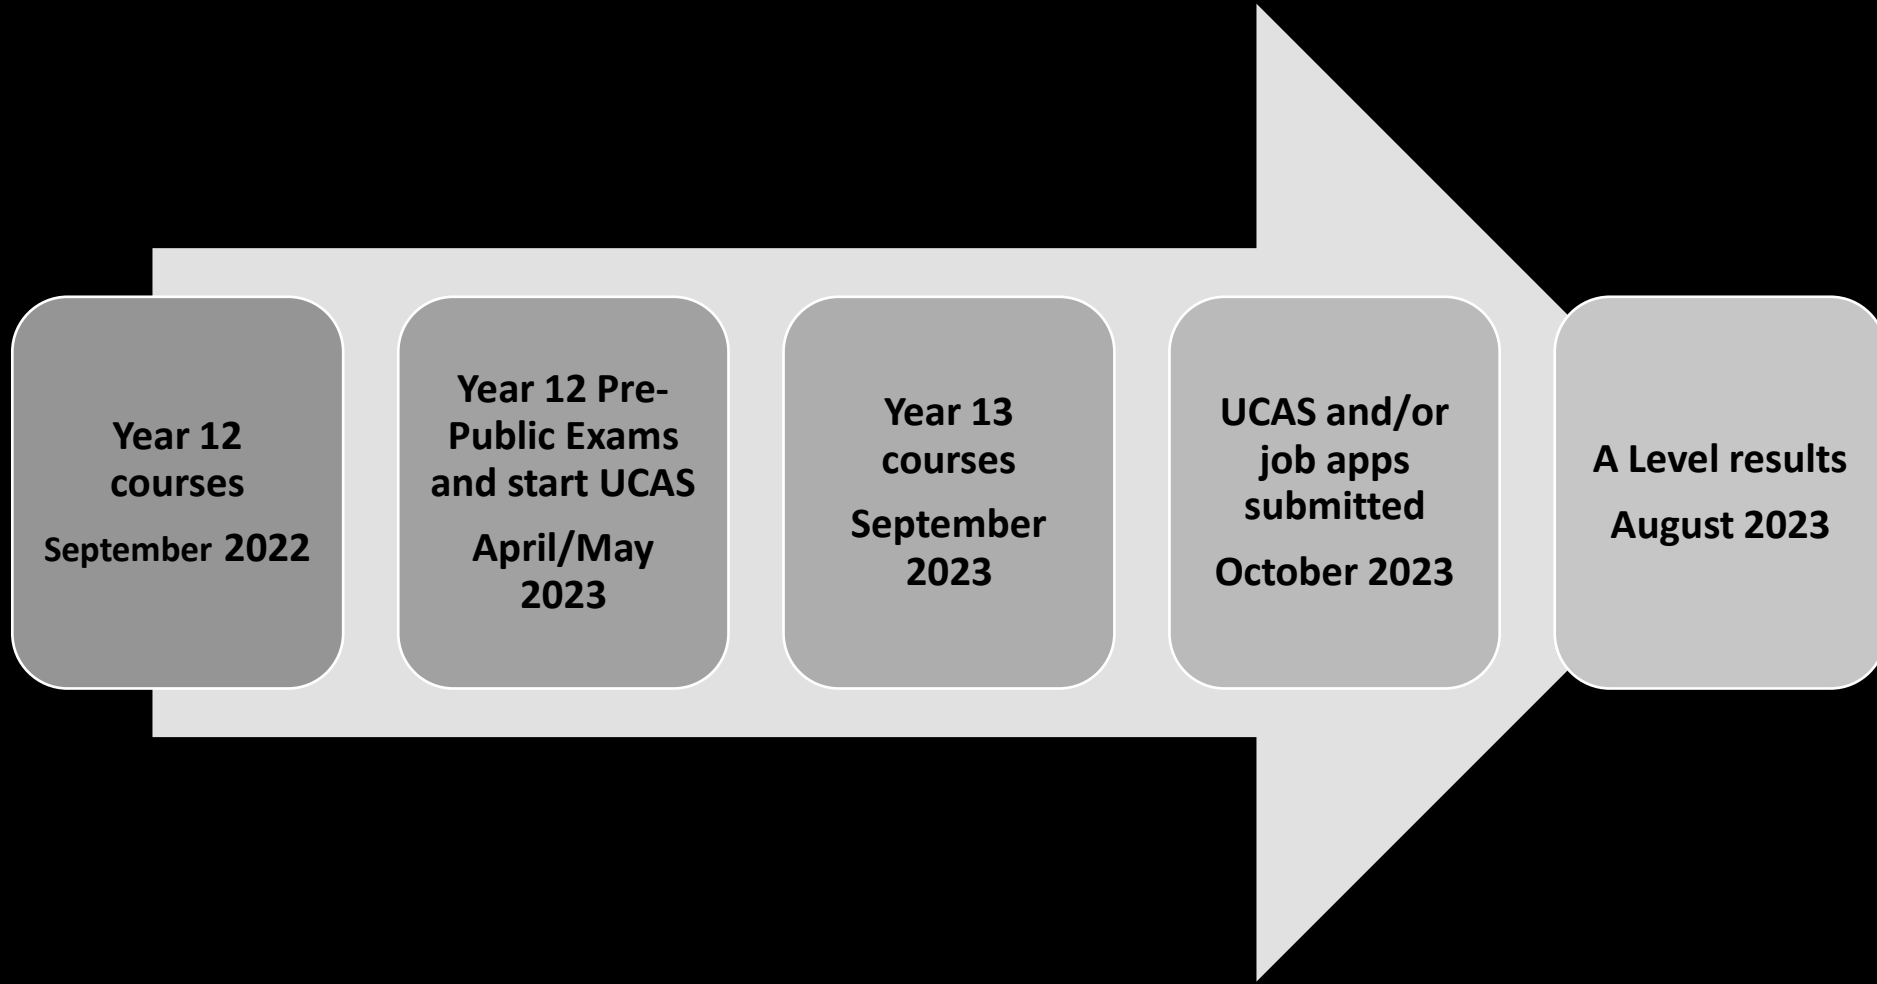 Year 12
courses
September 2022
Year 12 Pre-
Public Exams
and start UCAS
April/May
2023
Year 13
courses
September
2023
UCAS and/or
job apps
submitted
October 2023
A Level results
August 2023